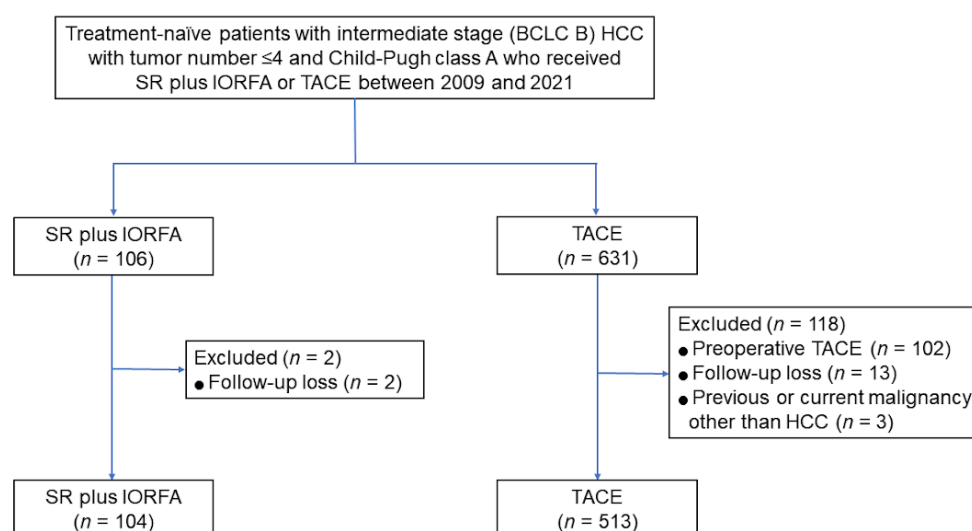 Treatment-naïve patients with intermediate stage (BCLC B) HCC
with tumor number ≤4 and Child-Pugh class A who received
SR plus IORFA or TACE between 2009 and 2021
SR plus IORFA
(n = 106)
TACE
(n = 631)
Excluded (n = 2)
● Follow-up loss (n = 2)
Excluded (n = 118)
● Preoperative TACE (n = 102)
● Follow-up loss (n = 13)
● Previous or current malignancy
other than HCC (n = 3)
SR plus IORFA
(n = 104)
TACE
(n = 513)